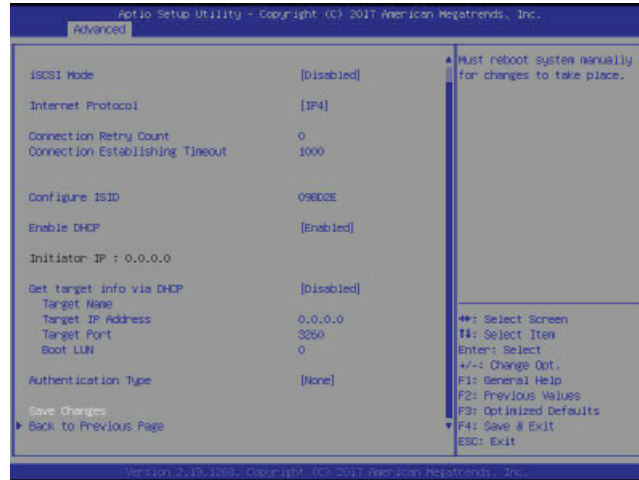 Aptio Setup Utility - Copyright (C) 2017 American Megatrends, Inc.
Advanced
iSCSI Mode [Disabled]
Internet Protocol [IP4]
Connection Retry Count 0
Connection Establishing Timeout 1000
Configure ISID 09BD2E
Enable DHCP [Enabled]
Initiator IP : 0.0.0.0
Get target info via DHCP [Disabled]
Target Name
Target IP Address 0.0.0.0
Target Port 3260
Boot LUN 0
Authentication Type [None]
Save Changes
Back to Previous Page
Must reboot system manually
for changes to take place.
→←: Select Screen
↑↓: Select Item
Enter: Select
+/-: Change Opt.
F1: General Help
F2: Previous Values
F3: Optimized Defaults
F4: Save & Exit
ESC: Exit
Version 2.19.1268. Copyright (C) 2017 American Megatrends, Inc.